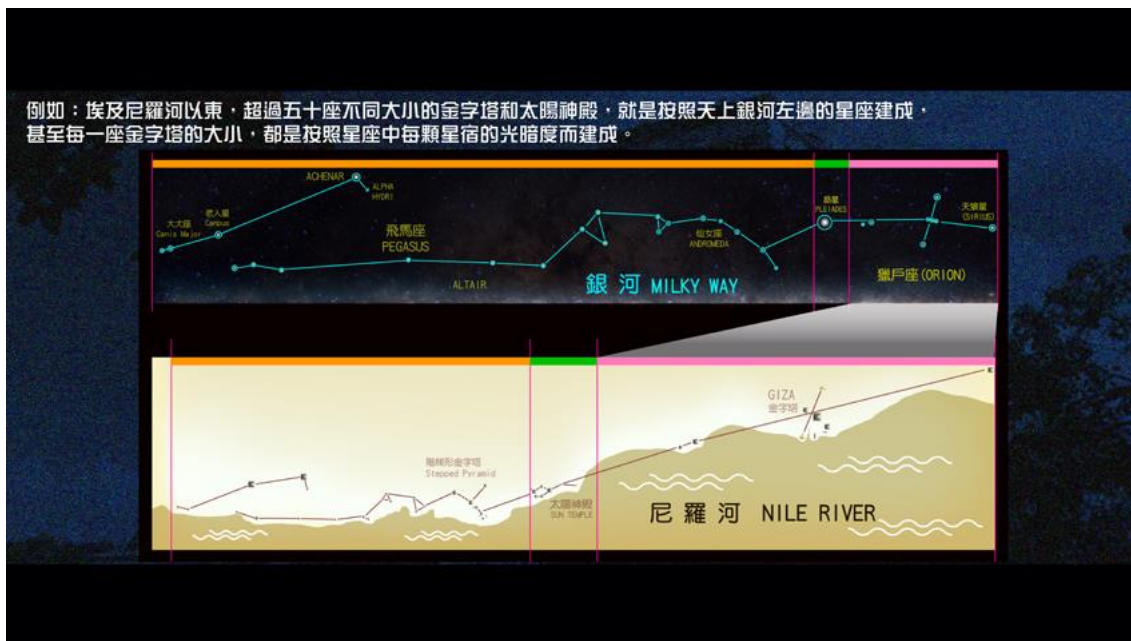 例如：埃及尼羅河以東，超過五十座不同大小的金字塔和太陽神殿，就是按照天上銀河左邊的星座建成，
甚至每一座金字塔的大小，都是按照星座中每顆星宿的光暗度而建成。
ACHENAR
ALPHA
HYDRI
老人星
Canpus
大犬座
Canis Major
飛馬座
PEGASUS
ALTAIR
仙女座
ANDROMEDA
昴星
PLEIADES
天狼星
(SIRIUS)
獵戶座(ORION)
銀河 MILKY WAY
GIZA
金字塔
階梯形金字塔
Stepped Pyramid
太陽神殿
SUN TEMPLE
尼羅河 NILE RIVER